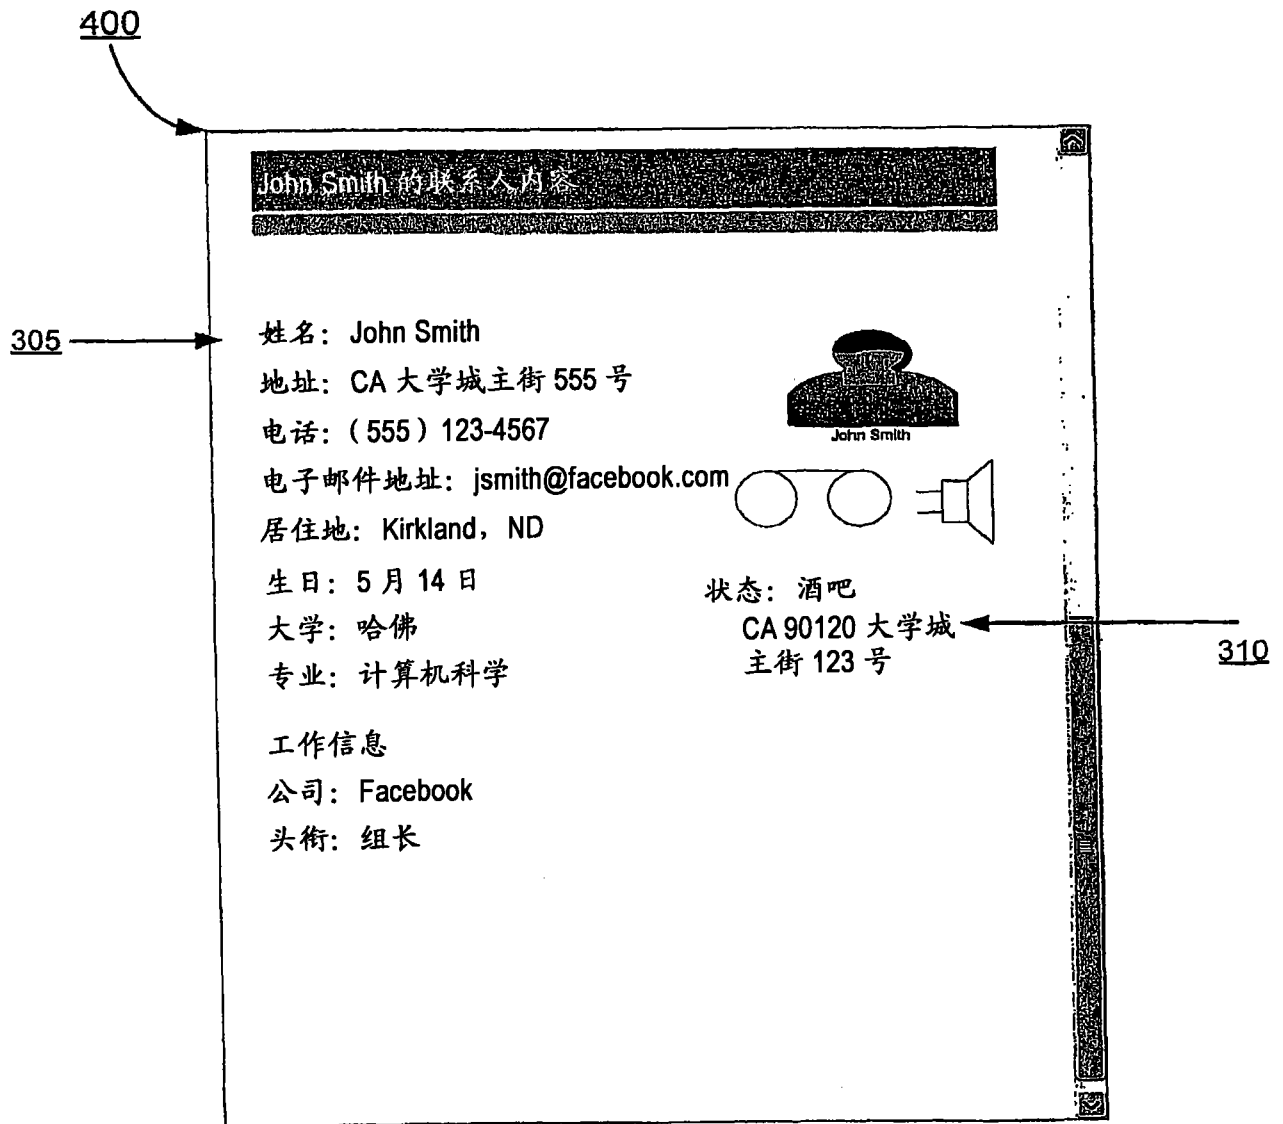 400
John Smith 的联系人内容
305
姓名：John Smith
地址：CA 大学城主街 555 号
电话：（555）123-4567
电子邮件地址：jsmith@facebook.com
居住地：Kirkland，ND
生日：5 月 14 日
大学：哈佛
专业：计算机科学
工作信息
公司：Facebook
头衔：组长
John Smith
状态：酒吧
CA 90120 大学城
主街 123 号
310